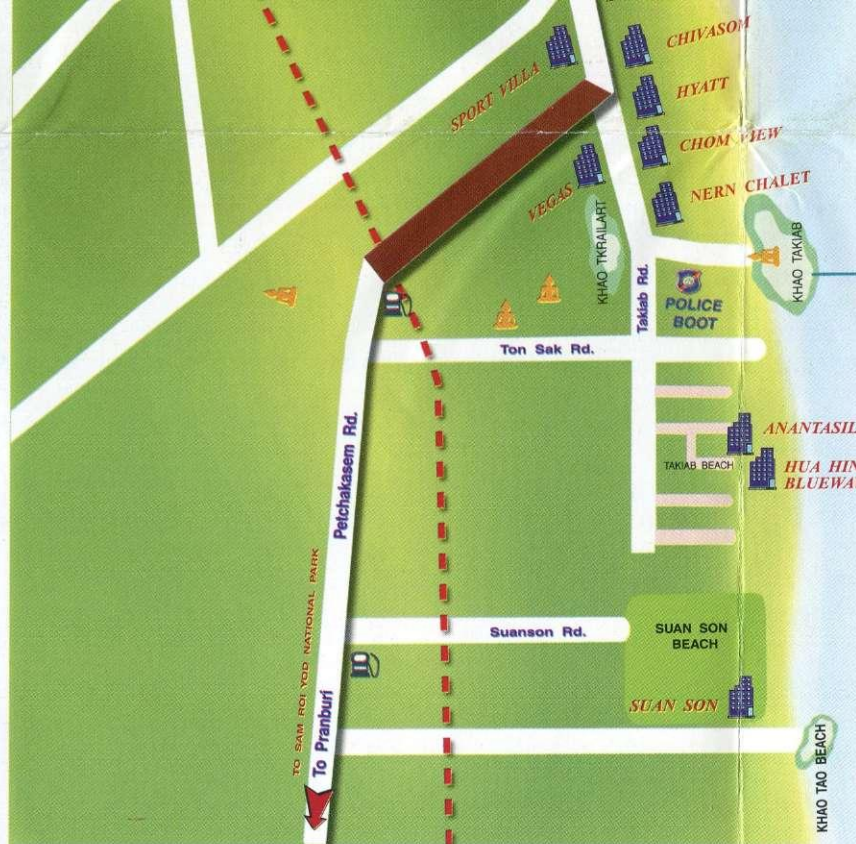 CHIVASOM
SPORT VILLA
HYATT
CHOM VIEW
VEGAS
NERN CHALET
KHAO TKRAILART
KHAO TAKIAB
Takiab Rd.
POLICE
BOOT
Ton Sak Rd.
Petchakasem Rd.
ANANTASIL
TAKIAB BEACH
HUA HIN
BLUEWA
TO SAM ROI YOD NATIONAL PARK
Suanson Rd.
SUAN SON
BEACH
SUAN SON
To Pranburi
KHAO TAO BEACH